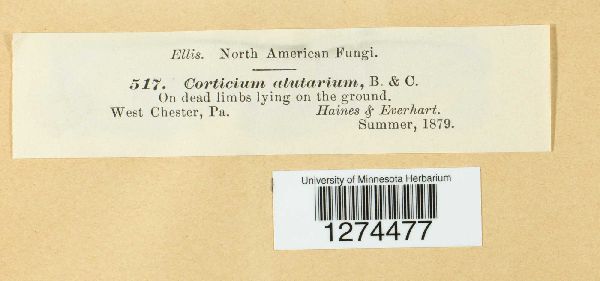 Ellis. North American Fungi.
517. Corticium alutarium, B. & C.
On dead limbs lying on the ground.
West Chester, Pa. Haines & Everhart.
Summer, 1879.
University of Minnesota Herbarium
1274477